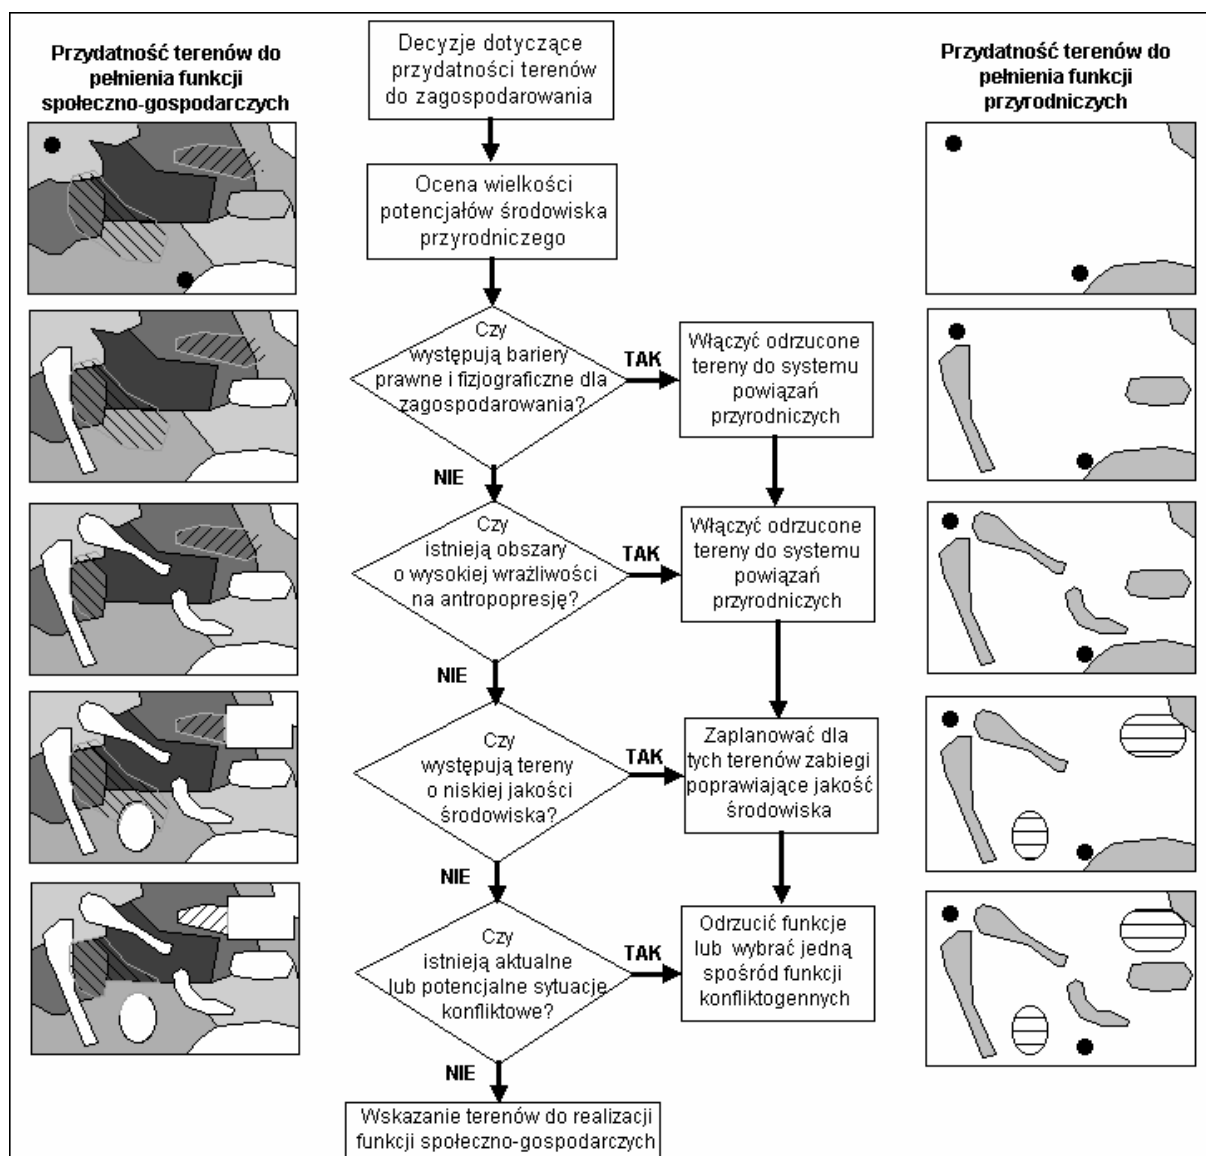 Przydatność terenów do
pełnienia funkcji
społeczno-gospodarczych
Decyzje dotyczące
przydatności terenów
do zagospodarowania
Przydatność terenów do
pełnienia funkcji
przyrodniczych
Ocena wielkości
potencjałów środowiska
przyrodniczego
Czy
występują bariery
prawne i fizjograficzne dla
zagospodarowania?
TAK
Włączyć odrzucone
tereny do systemu
powiązań
przyrodniczych
NIE
Czy
istnieją obszary
o wysokiej wrażliwości
na antropopresję?
TAK
Włączyć odrzucone
tereny do systemu
powiązań
przyrodniczych
NIE
Czy
występują tereny
o niskiej jakości
środowiska?
TAK
Zaplanować dla
tych terenów zabiegi
poprawiające jakość
środowiska
NIE
Czy
istnieją aktualne
lub potencjalne sytuację
konfliktowe?
TAK
Odrzucić funkcje
lub wybrać jedną
spośród funkcji
konfliktogennych
NIE
Wskazanie terenów do realizacji
funkcji społeczno-gospodarczych